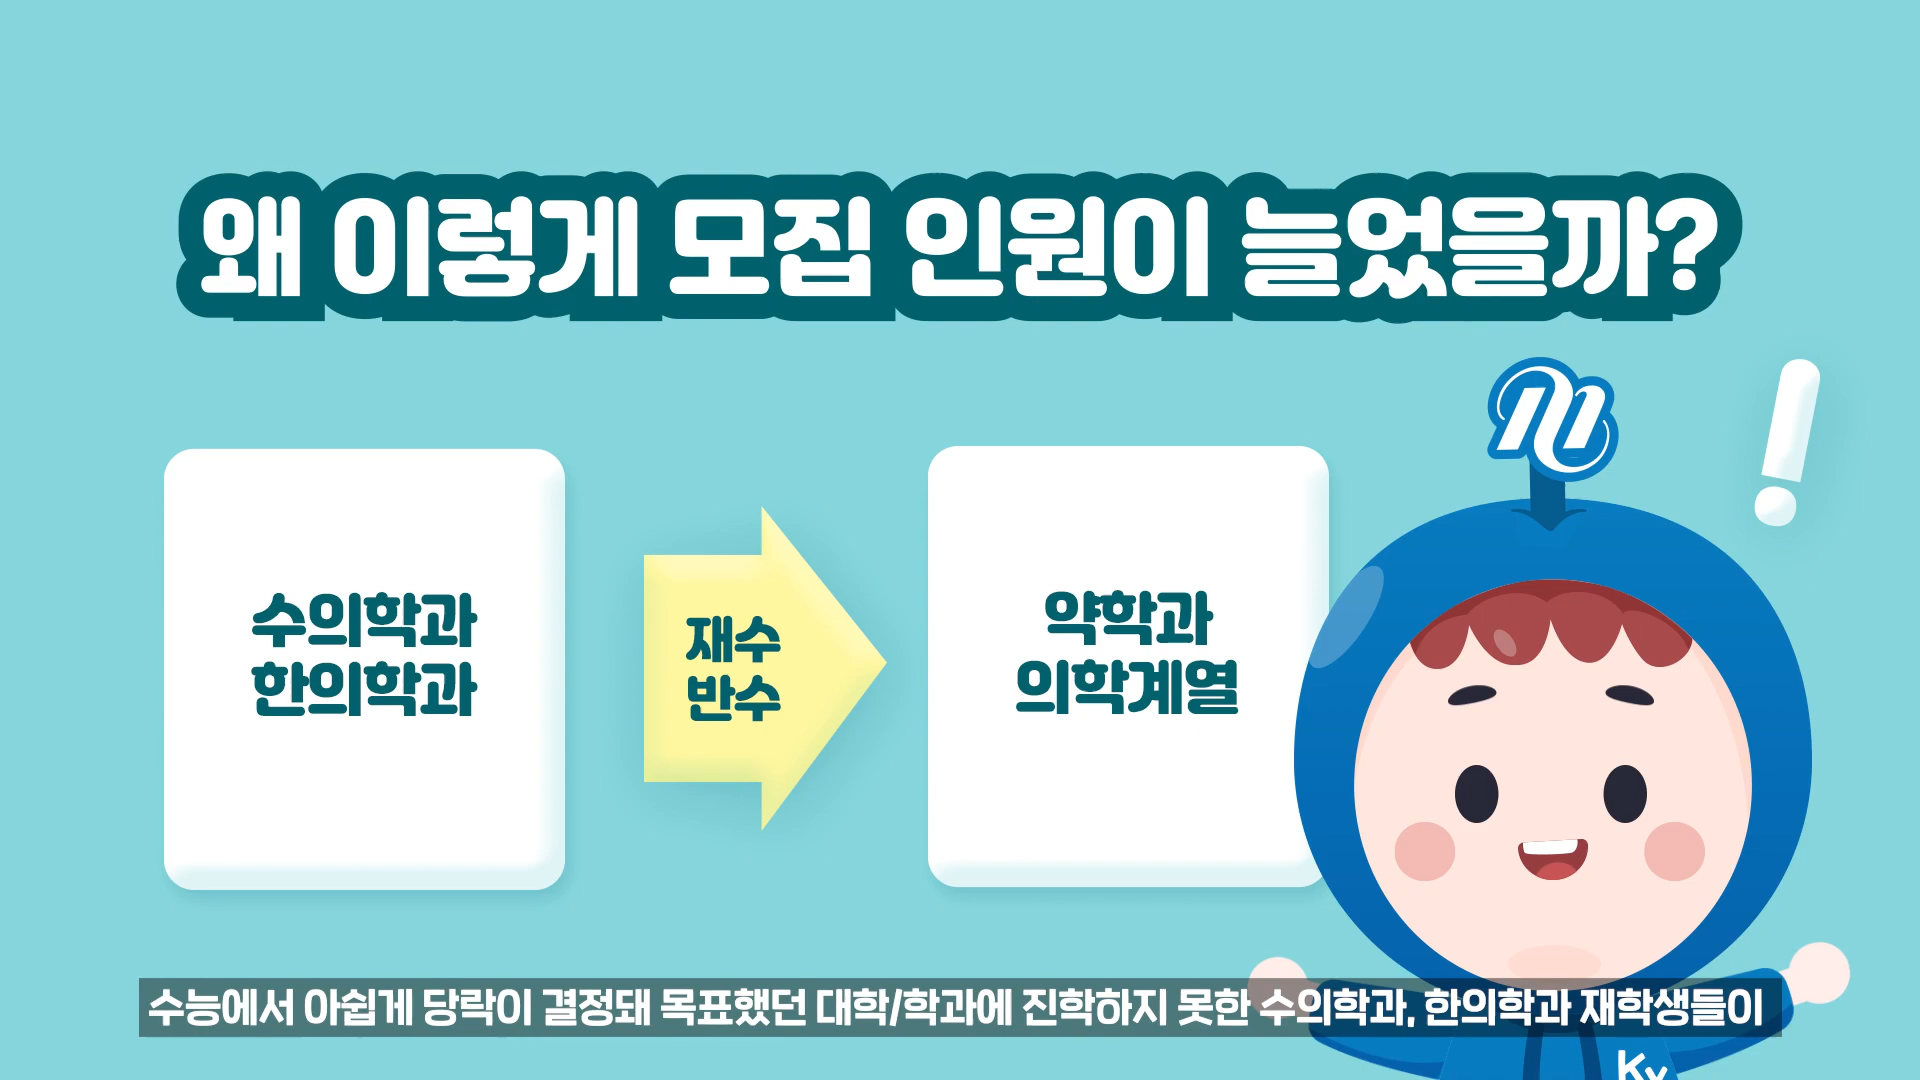 왜 이렇게 모집 인원이 늘었을까?
수의학과
한의학과
재수
반수
약학과
의학계열
수능에서 아쉽게 당락이 결정돼 목표했던 대학/학과에 진학하지 못한 수의학과, 한의학과 재학생들이